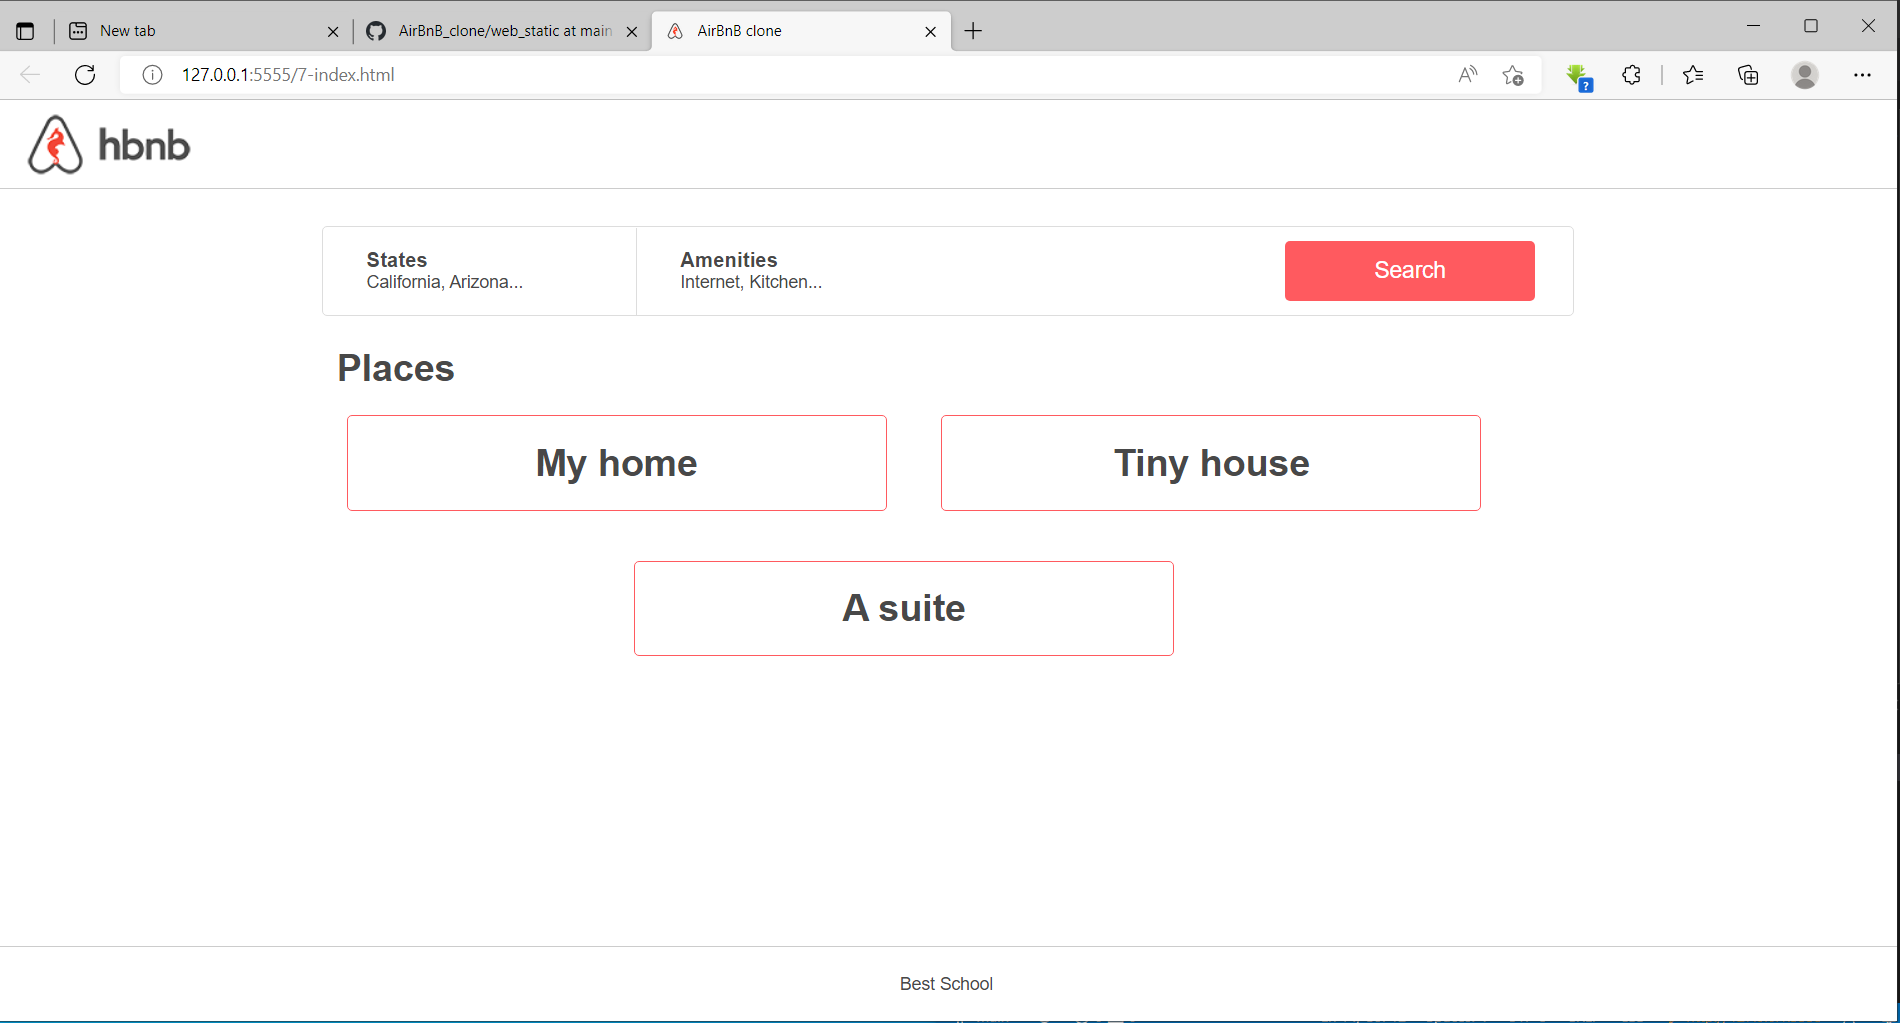 New tab
AirBnB_clone/web_static at main
AirBnB clone
127.0.0.1:5555/7-index.html
hbnb
States
California, Arizona...
Amenities
Internet, Kitchen...
Search
Places
My home
Tiny house
A suite
Best School